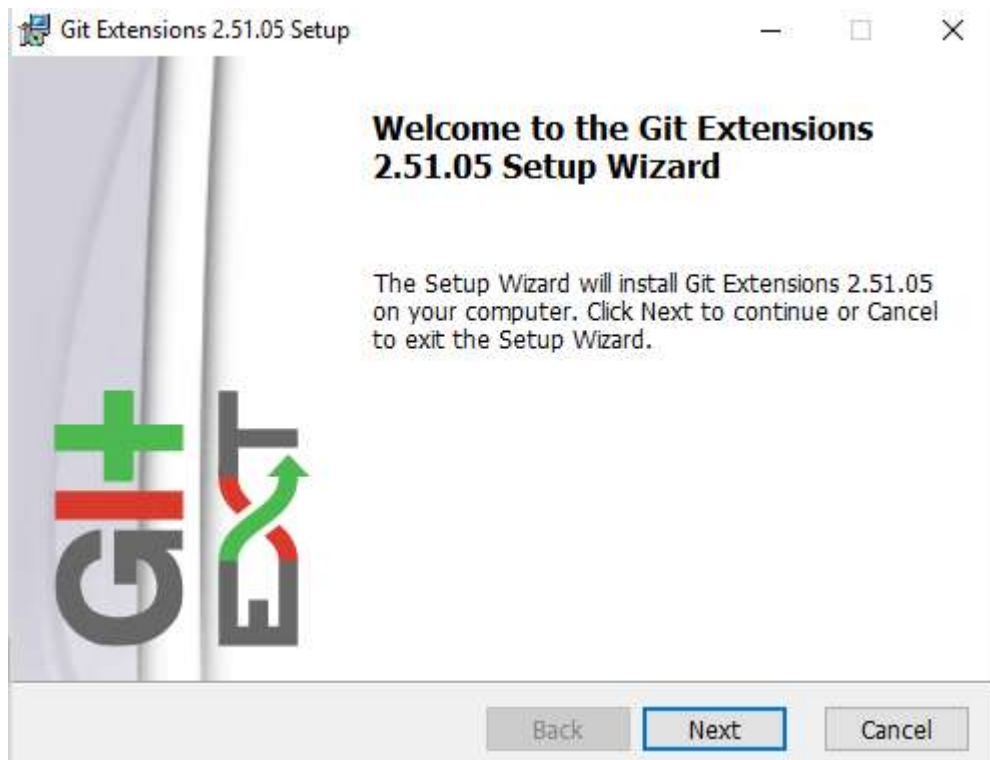 Git Extensions 2.51.05 Setup
Welcome to the Git Extensions
2.51.05 Setup Wizard
The Setup Wizard will install Git Extensions 2.51.05
on your computer. Click Next to continue or Cancel
to exit the Setup Wizard.
GIt
EXT
Back
Next
Cancel